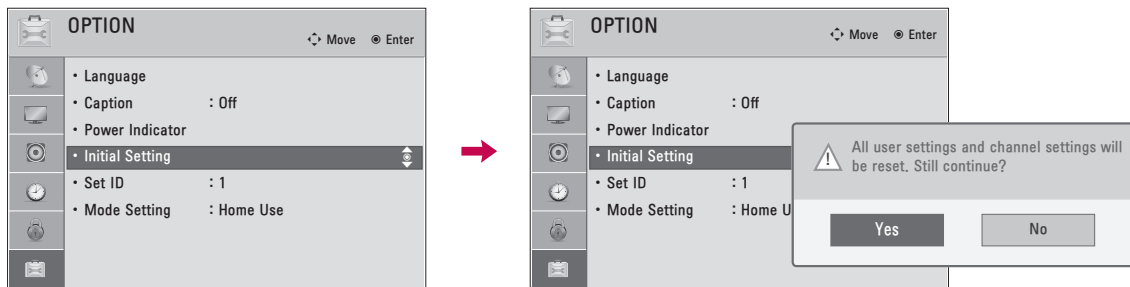 OPTION
Move Enter
• Language
• Caption : Off
• Power Indicator
• Initial Setting
• Set ID : 1
• Mode Setting : Home Use
OPTION
Move Enter
• Language
• Caption : Off
• Power Indicator
• Initial Setting
• Set ID : 1
• Mode Setting : Home U
All user settings and channel settings will
be reset. Still continue?
Yes No